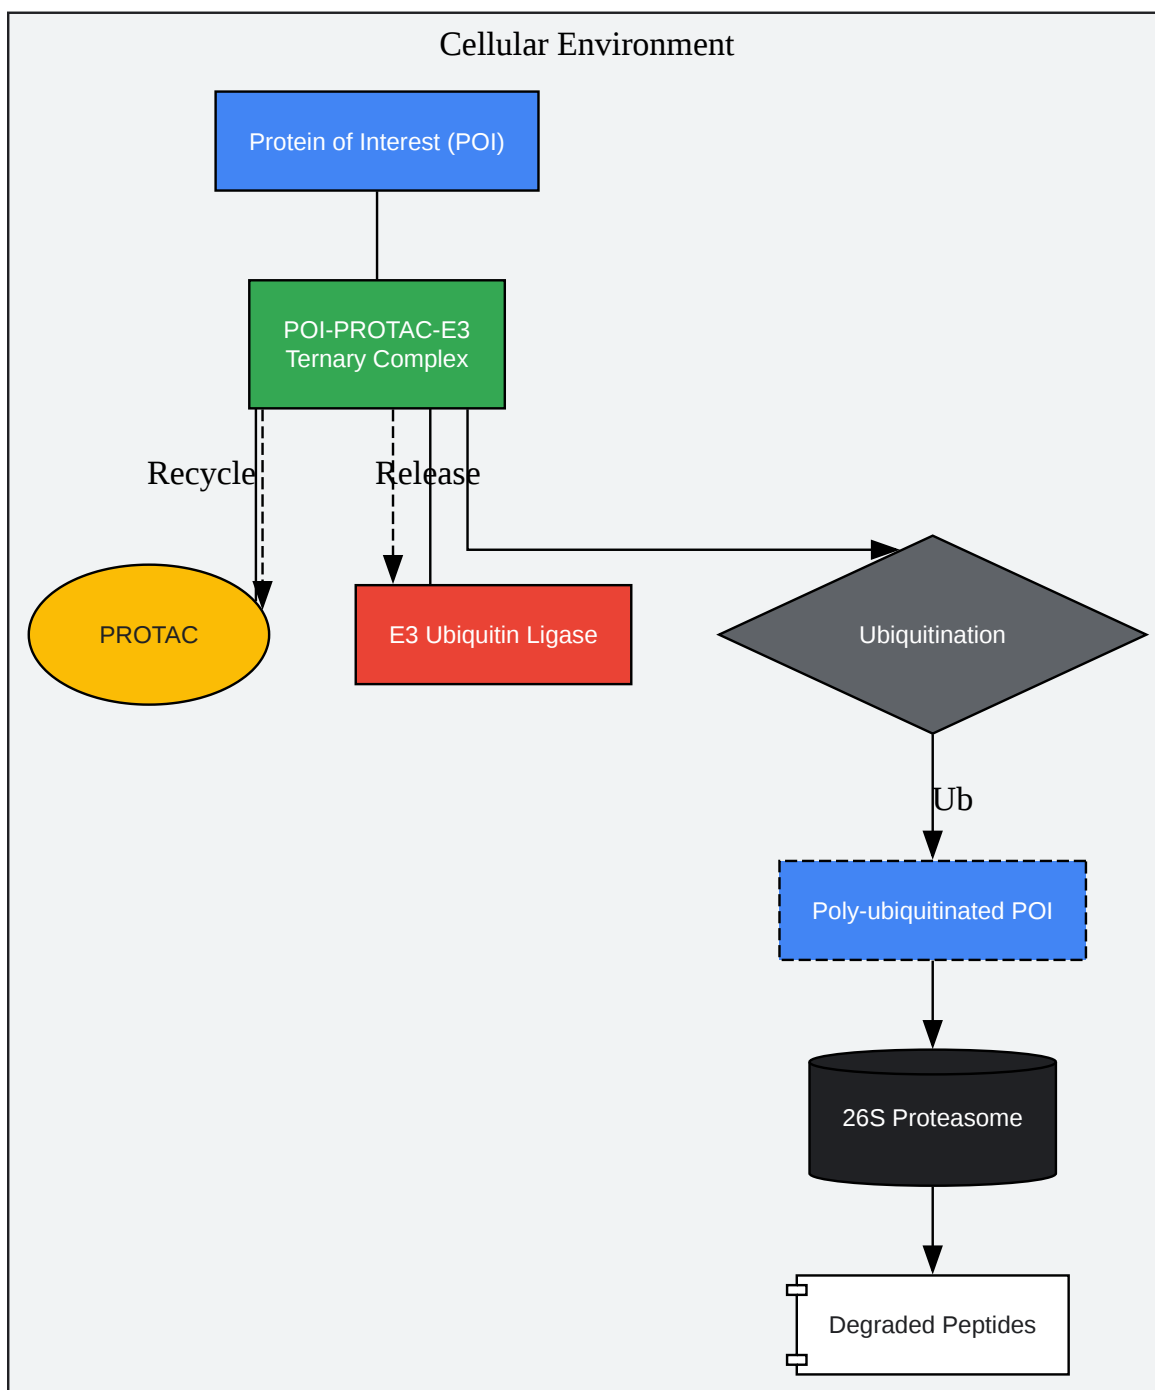 Cellular Environment
Protein of Interest (POI)
POI-PROTAC-E3
Ternary Complex
Recycle
Release
PROTAC
E3 Ubiquitin Ligase
Ubiquitination
Ub
Poly-ubiquitinated POI
26S Proteasome
Degraded Peptides